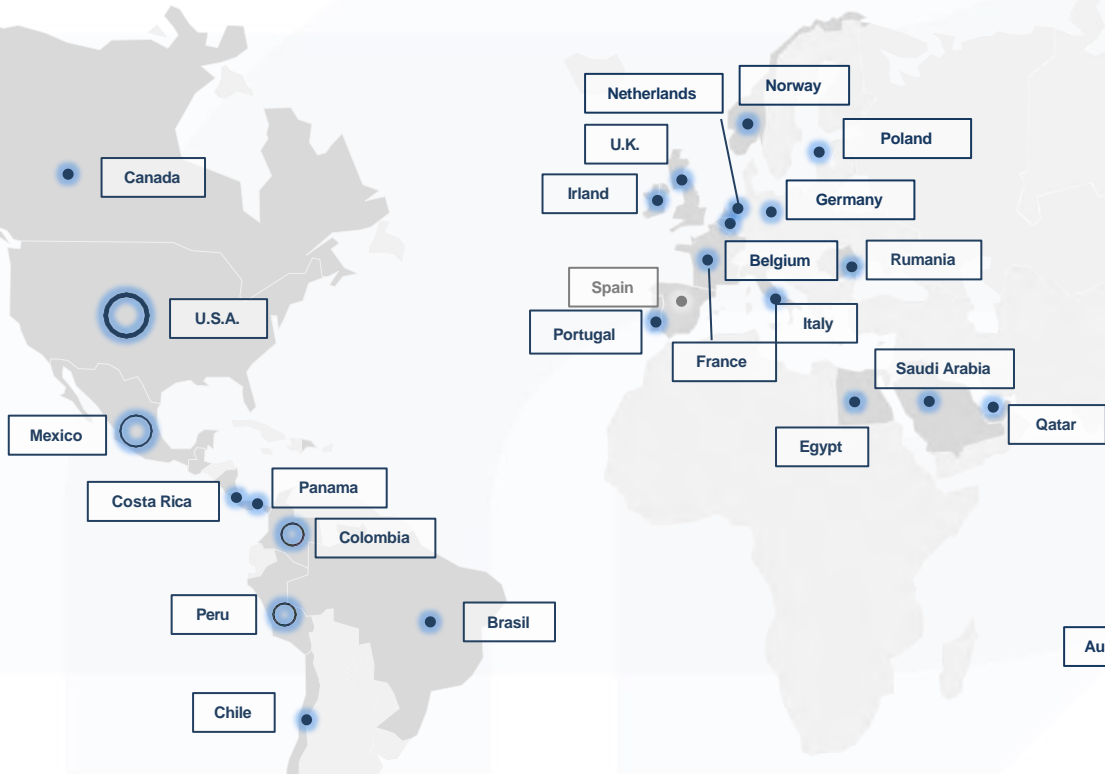 Norway
Netherlands
Poland
U.K.
Canada
Irland
Germany
Belgium
Rumania
Spain
U.S.A.
Italy
Portugal
France
Saudi Arabia
Mexico
Qatar
Egypt
Panama
Costa Rica
Colombia
Peru
Brasil
Au
Chile